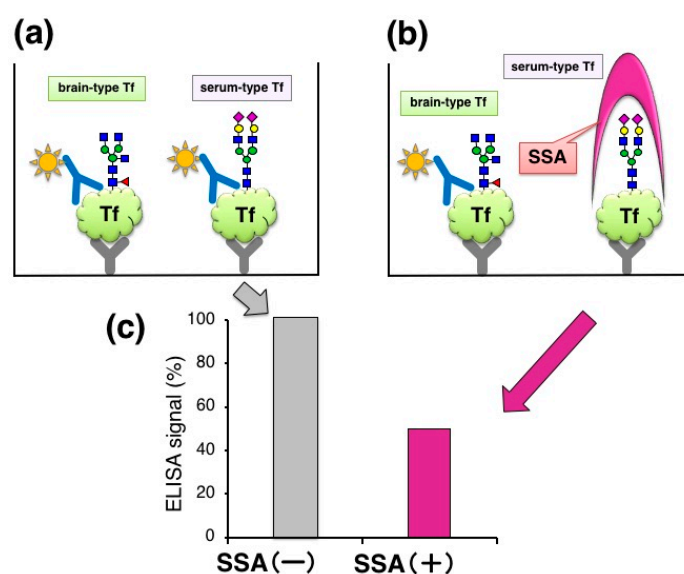 (a)
brain-type Tf
serum-type Tf
Tf
Tf
(b)
serum-type Tf
brain-type Tf
SSA
Tf
Tf
(c)
ELISA signal (%)
100
80
60
40
20
0
SSA(—)
SSA(+)